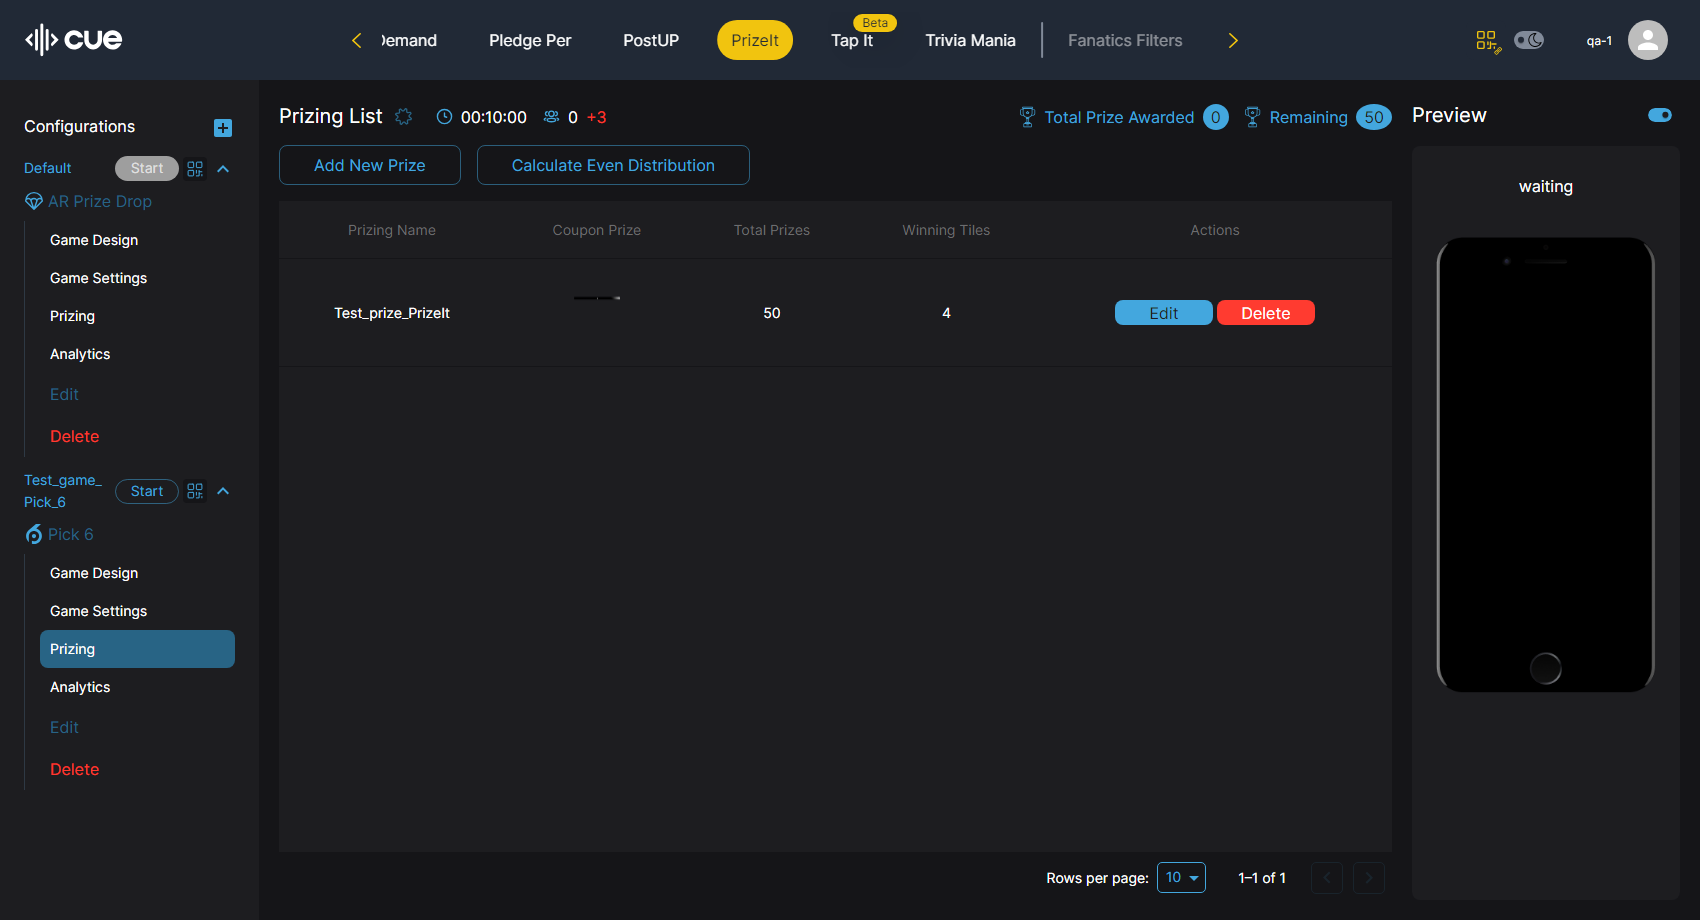 cue
Demand
Pledge Per
PostUP
PrizeIt
Beta
Tap It
Trivia Mania
Fanatics Filters
qa-1
Configurations
Default
Start
AR Prize Drop
Game Design
Game Settings
Prizing
Analytics
Edit
Delete
Test_game_
Pick_6
Start
Pick 6
Game Design
Game Settings
Prizing
Analytics
Edit
Delete
Prizing List
00:10:00
0 +3
Total Prize Awarded 0
Remaining 50
Add New Prize
Calculate Even Distribution
Prizing Name
Coupon Prize
Total Prizes
Winning Tiles
Actions
Test_prize_PrizeIt
50
4
Edit
Delete
Rows per page: 10
1–1 of 1
Preview
waiting